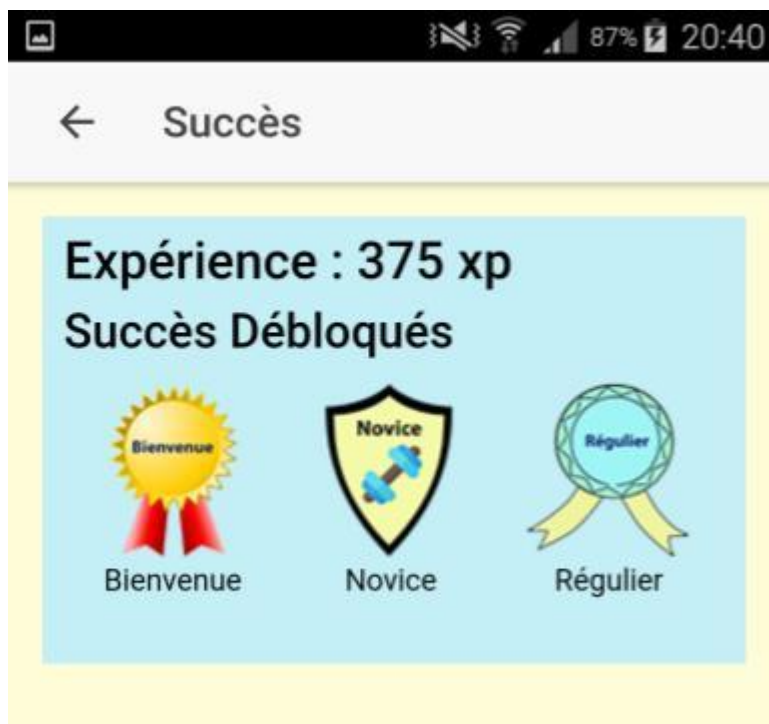 87% 20:40
Succès
Expérience : 375 xp
Succès Débloqués
Bienvenue
Novice
Régulier
Bienvenue
Novice
Régulier